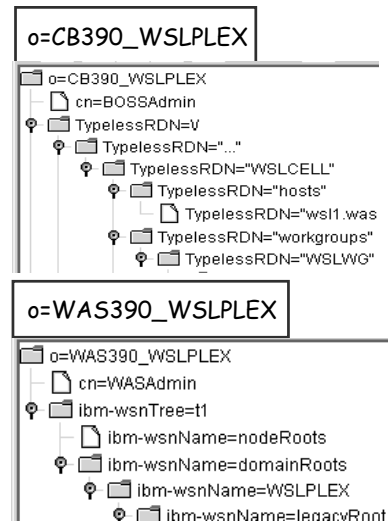 o=CB390_WSLPLEX
o=CB390_WSLPLEX
cn=BOSSAdmin
TypelessRDN=\/
TypelessRDN="..."
TypelessRDN="WSLCELL"
TypelessRDN="hosts"
TypelessRDN="wsl1.was
TypelessRDN="workgroups"
TypelessRDN="WSLWG"
o=WAS390_WSLPLEX
o=WAS390_WSLPLEX
cn=WASAdmin
ibm-wsnTree=t1
ibm-wsnName=nodeRoots
ibm-wsnName=domainRoots
ibm-wsnName=WSLPLEX
ibm-wsnName=legacyRoot